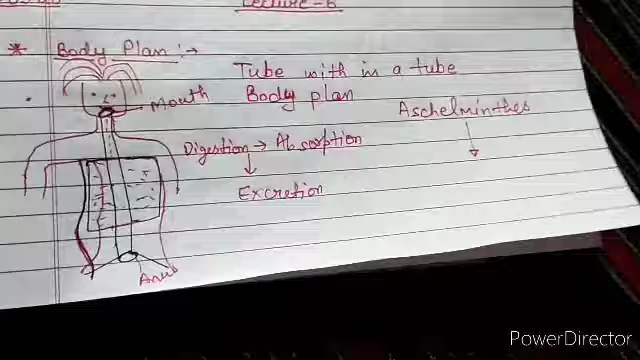 Lecture-6
* Body Plan :→
Tube with in a tube
Mouth
Body plan
Aschelminthes
Digestion → Absorption
Excretion
Anus
PowerDirector